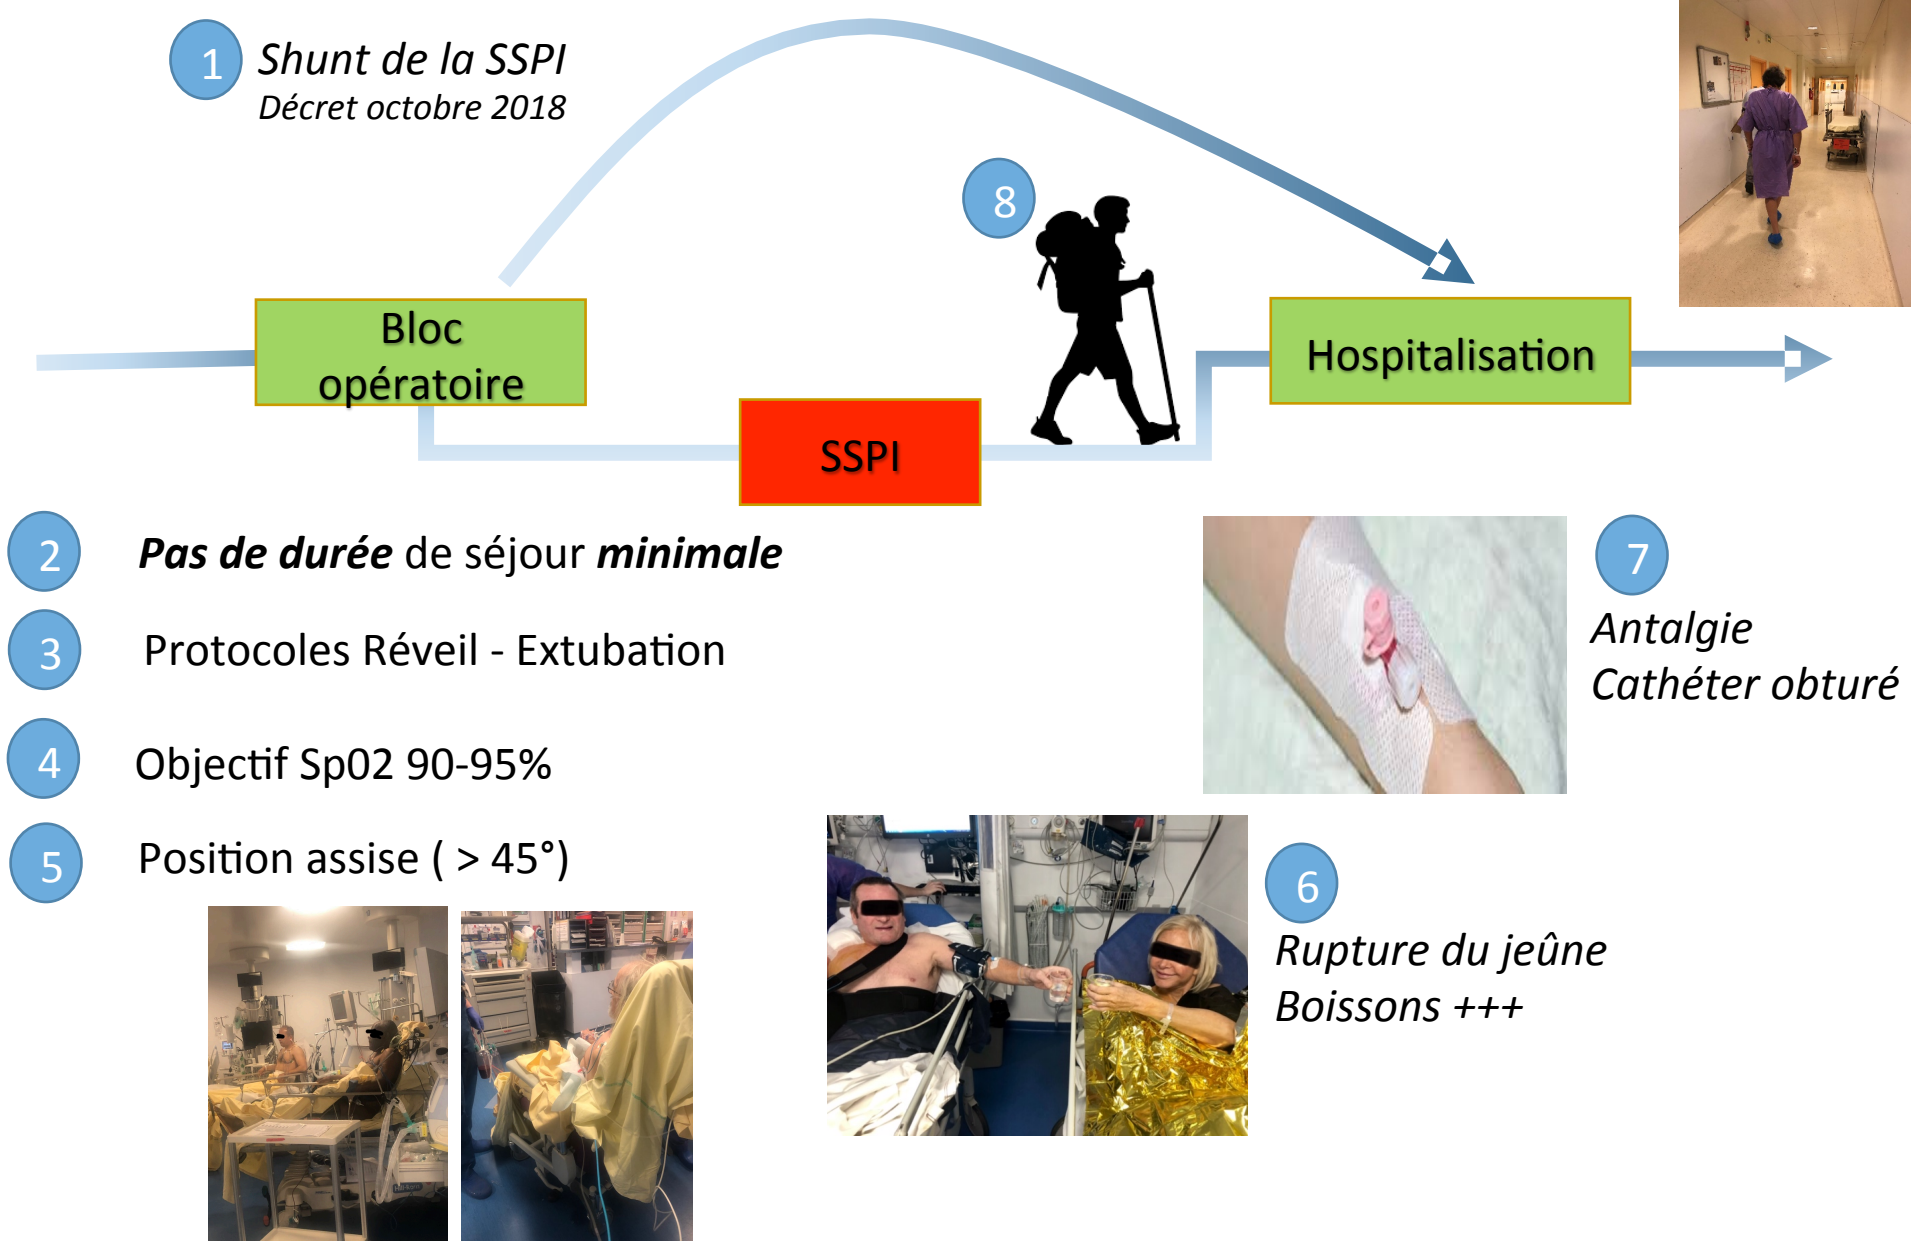 1
Shunt de la SSPI
Décret octobre 2018
8
Bloc
opératoire
Hospitalisation
SSPI
2
Pas de durée de séjour minimale
3
Protocoles Réveil - Extubation
4
Objectif Sp02 90-95%
5
Position assise ( > 45°)
7
Antalgie
Cathéter obturé
6
Rupture du jeûne
Boissons +++